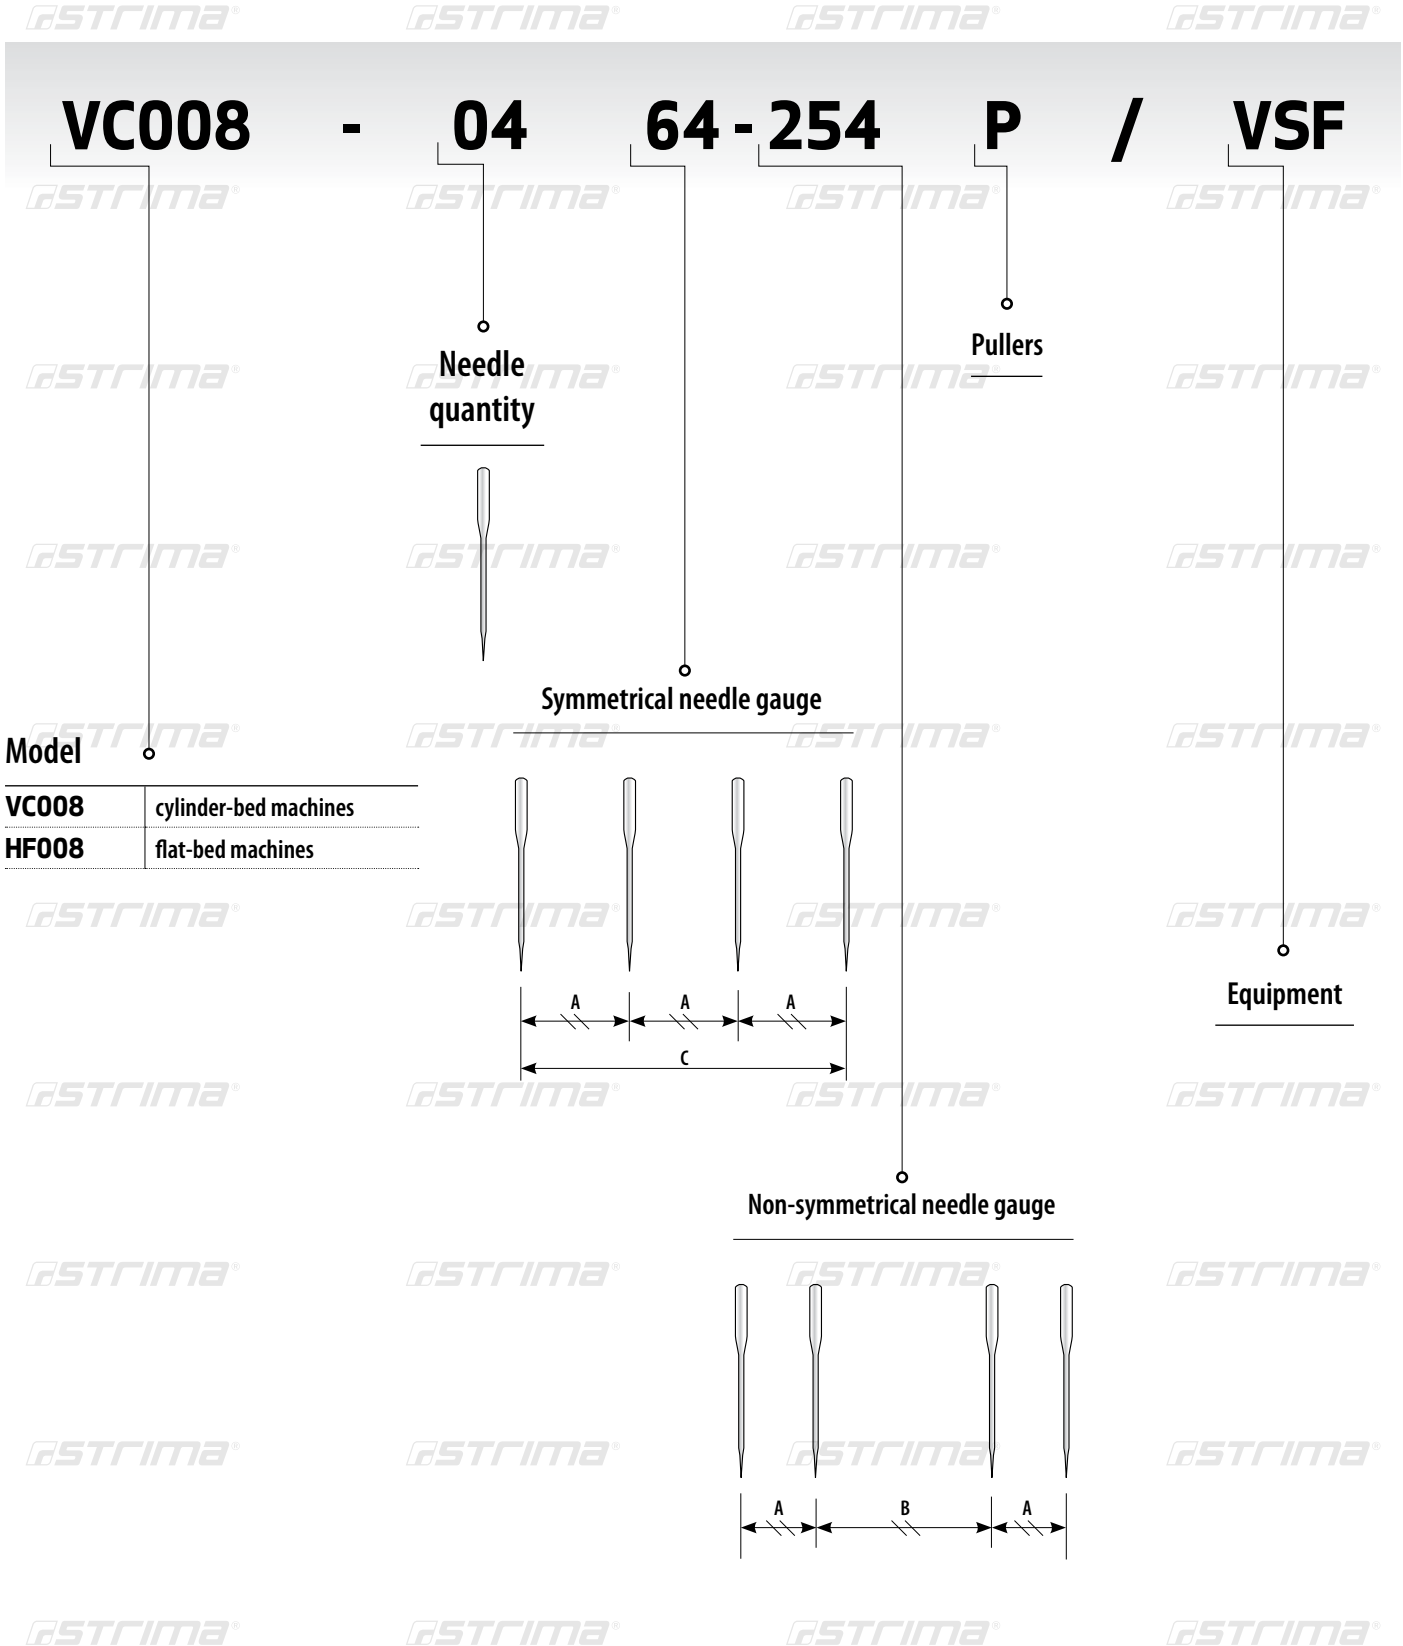 VC008 - 04 64 - 254 P / VSF
Pullers
Needle
quantity
Symmetrical needle gauge
Model
VC008 cylinder-bed machines
HF008 flat-bed machines
A A A
C
Equipment
Non-symmetrical needle gauge
A B A
strima®